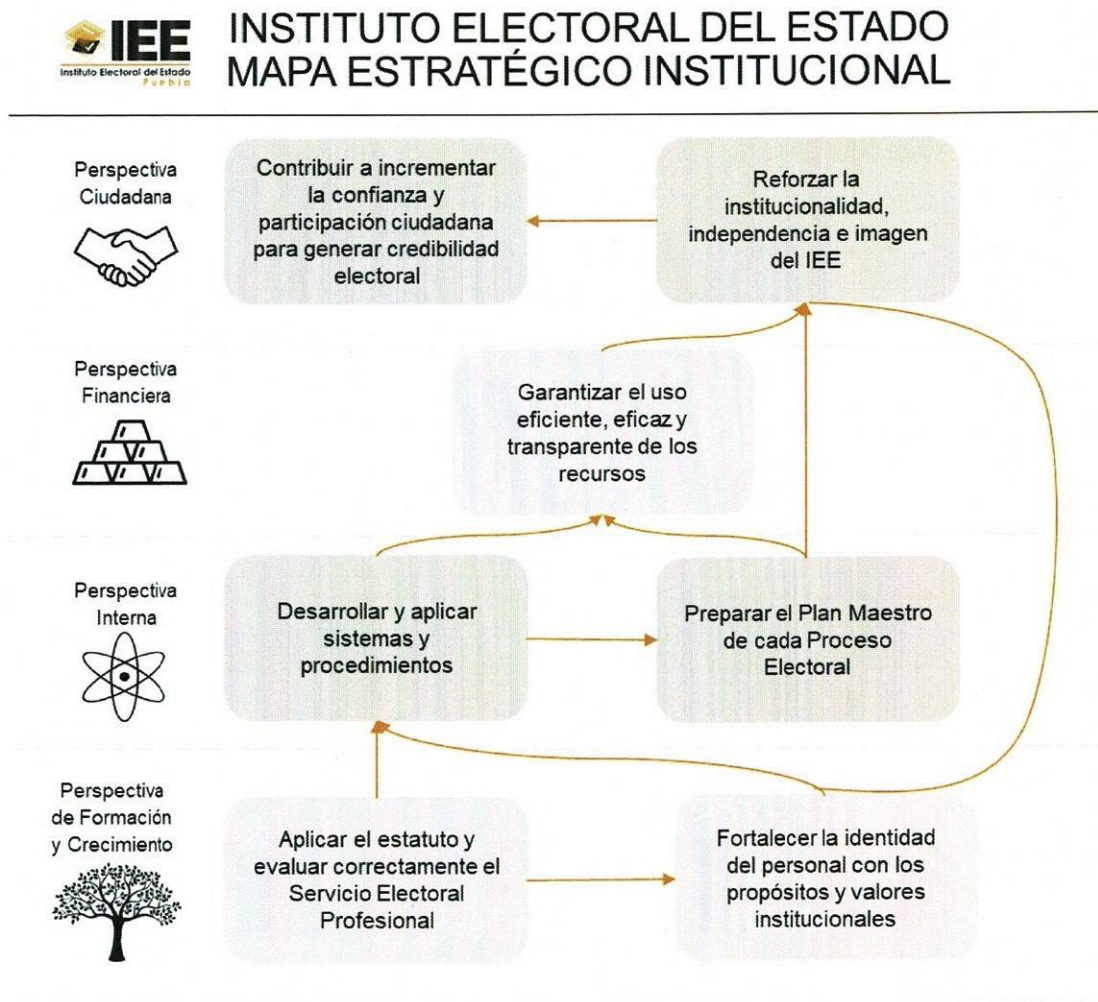 IEE
Instituto Electoral del Estado
Puebla
INSTITUTO ELECTORAL DEL ESTADO
MAPA ESTRATÉGICO INSTITUCIONAL
Perspectiva
Ciudadana
Contribuir a incrementar
la confianza y
participación ciudadana
para generar credibilidad
electoral
Reforzar la
institucionalidad,
independencia e imagen
del IEE
Perspectiva
Financiera
Garantizar el uso
eficiente, eficaz y
transparente de los
recursos
Perspectiva
Interna
Desarrollar y aplicar
sistemas y
procedimientos
Preparar el Plan Maestro
de cada Proceso
Electoral
Perspectiva
de Formación
y Crecimiento
Aplicar el estatuto y
evaluar correctamente el
Servicio Electoral
Profesional
Fortalecer la identidad
del personal con los
propósitos y valores
institucionales